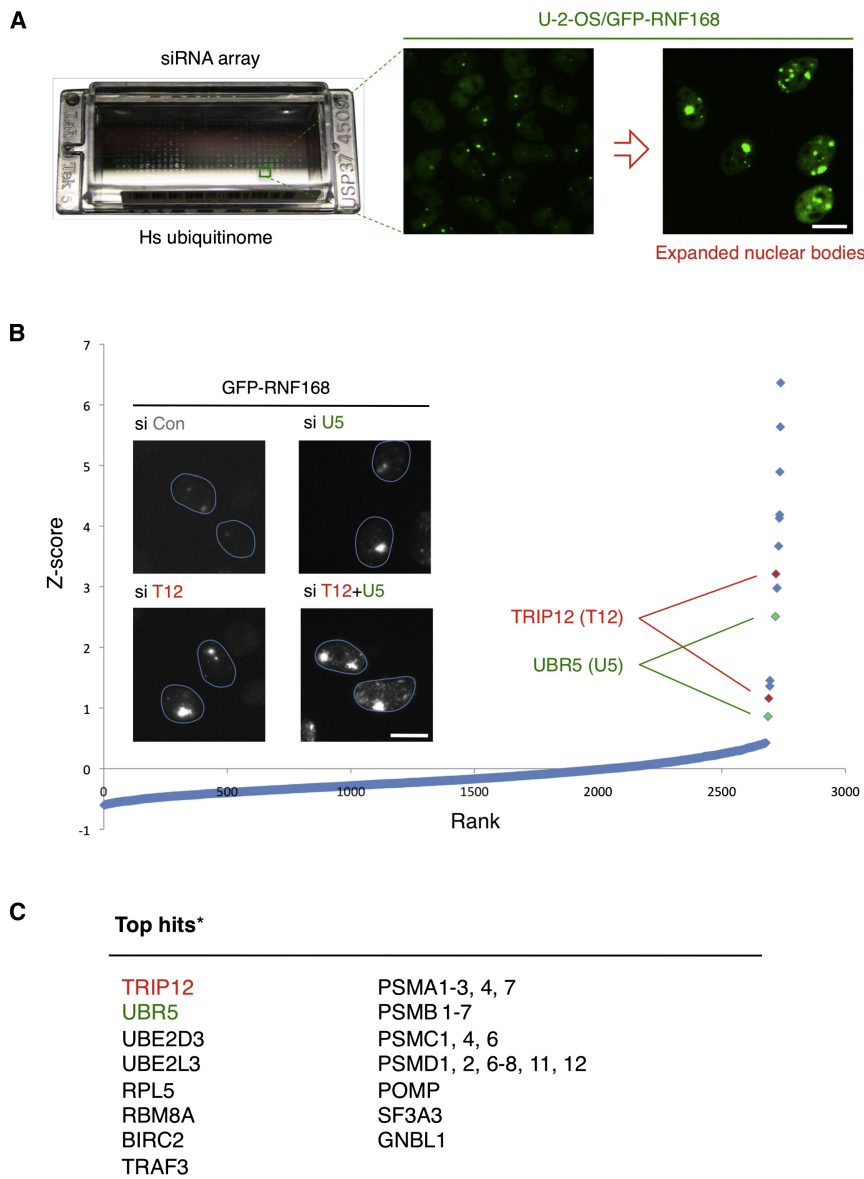 A
U-2-OS/GFP-RNF168
siRNA array
Hs ubiquitinome
Expanded nuclear bodies
USP37 4509
B
7
6
5
4
3
2
1
0
-1
Z-score
GFP-RNF168
si Con
si U5
si T12
si T12+U5
TRIP12 (T12)
UBR5 (U5)
0 500 1000 1500 2000 2500 3000
Rank
C
Top hits*
TRIP12
UBR5
UBE2D3
UBE2L3
RPL5
RBM8A
BIRC2
TRAF3
PSMA1-3, 4, 7
PSMB 1-7
PSMC1, 4, 6
PSMD1, 2, 6-8, 11, 12
POMP
SF3A3
GNBL1